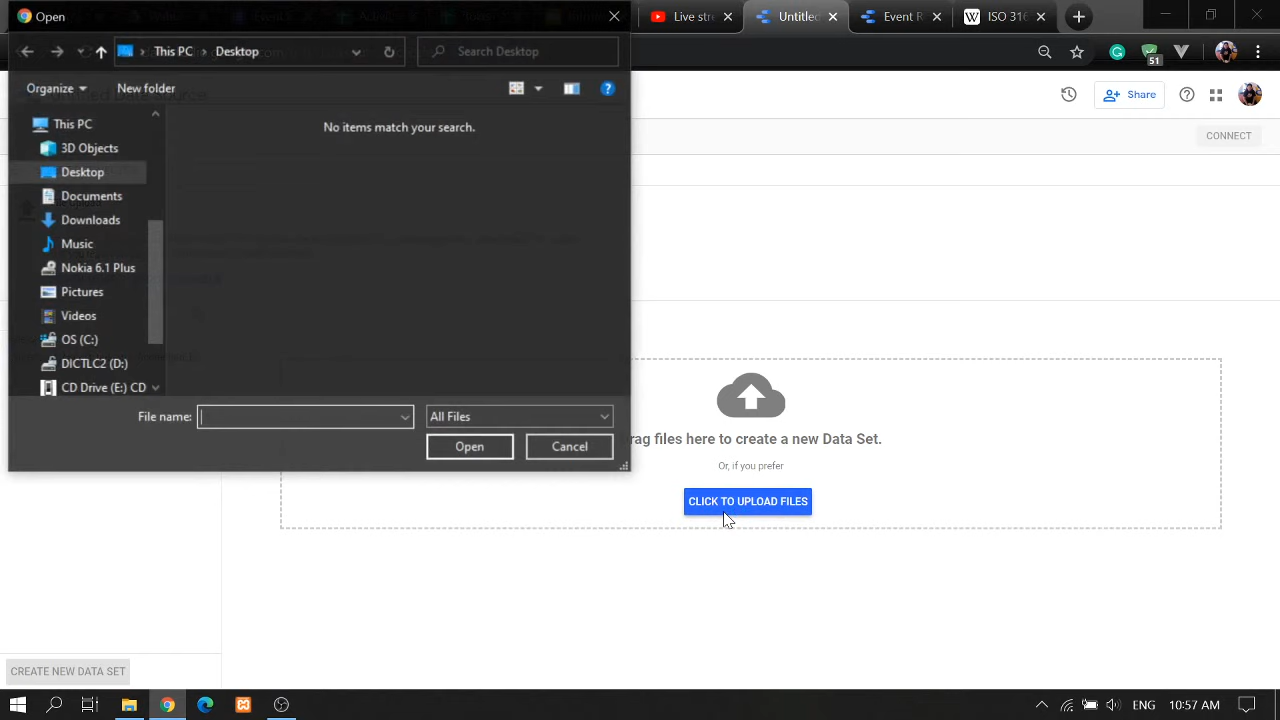 Open
Live stre
Untitled
Event R
ISO 316
This PC
Desktop
Search Desktop
51
Organize
New folder
Share
This PC
No items match your search.
CONNECT
3D Objects
Desktop
Documents
Downloads
Music
Nokia 6.1 Plus
Pictures
Videos
OS (C:)
DICTLC2 (D:)
CD Drive (E:) CD
File name:
All Files
Open
Cancel
rag files here to create a new Data Set.
Or, if you prefer
CLICK TO UPLOAD FILES
CREATE NEW DATA SET
ENG
10:57 AM